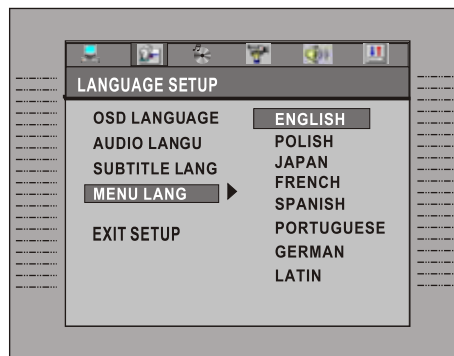 LANGUAGE SETUP
OSD LANGUAGE
AUDIO LANGU
SUBTITLE LANG
MENU LANG
EXIT SETUP
ENGLISH
POLISH
JAPAN
FRENCH
SPANISH
PORTUGUESE
GERMAN
LATIN